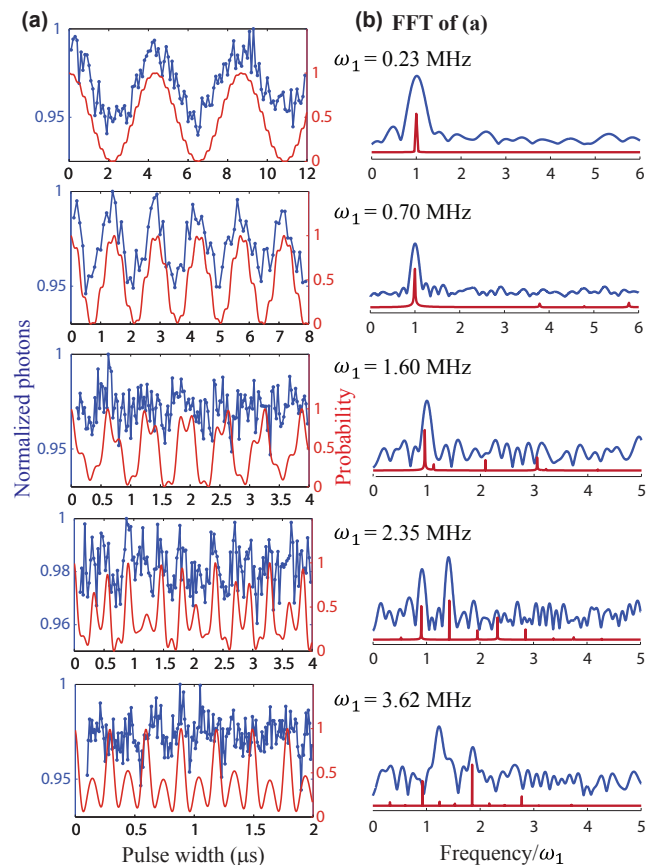 (a)
(b) FFT of (a)
1
0.95
1
0.5
0
0 2 4 6 8 10 12
ω₁ = 0.23 MHz
0 1 2 3 4 5 6
1
0.95
1
0.5
0
0 1 2 3 4 5 6 7 8
ω₁ = 0.70 MHz
0 1 2 3 4 5 6
1
0.95
1
0.5
0
0 0.5 1 1.5 2 2.5 3 3.5 4
ω₁ = 1.60 MHz
0 1 2 3 4 5
1
0.98
0.96
1
0.5
0
0 0.5 1 1.5 2 2.5 3 3.5 4
ω₁ = 2.35 MHz
0 1 2 3 4 5
1
0.95
1
0.5
0
0 0.5 1 1.5 2
ω₁ = 3.62 MHz
0 1 2 3 4 5
Normalized photons
Probability
Pulse width (μs)
Frequency/ω₁